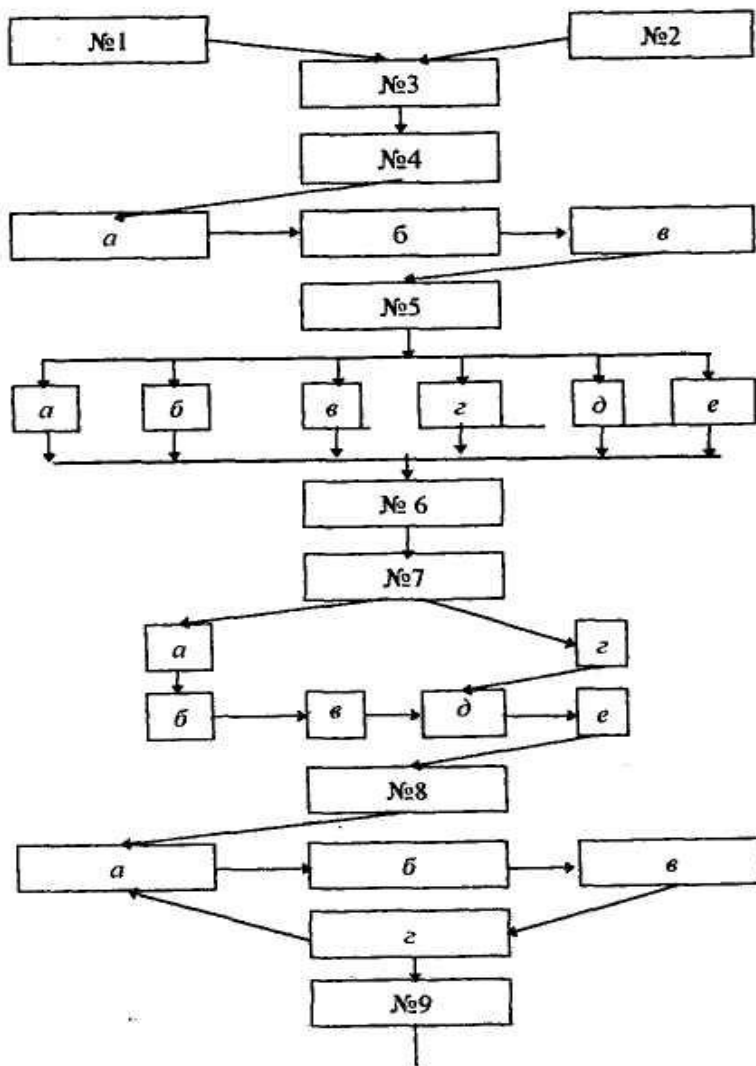 №1 №2
№3
№4
а б в
№5
а б в г д е
№ 6
№7
а г
б в д е
№8
а б в
г
№9